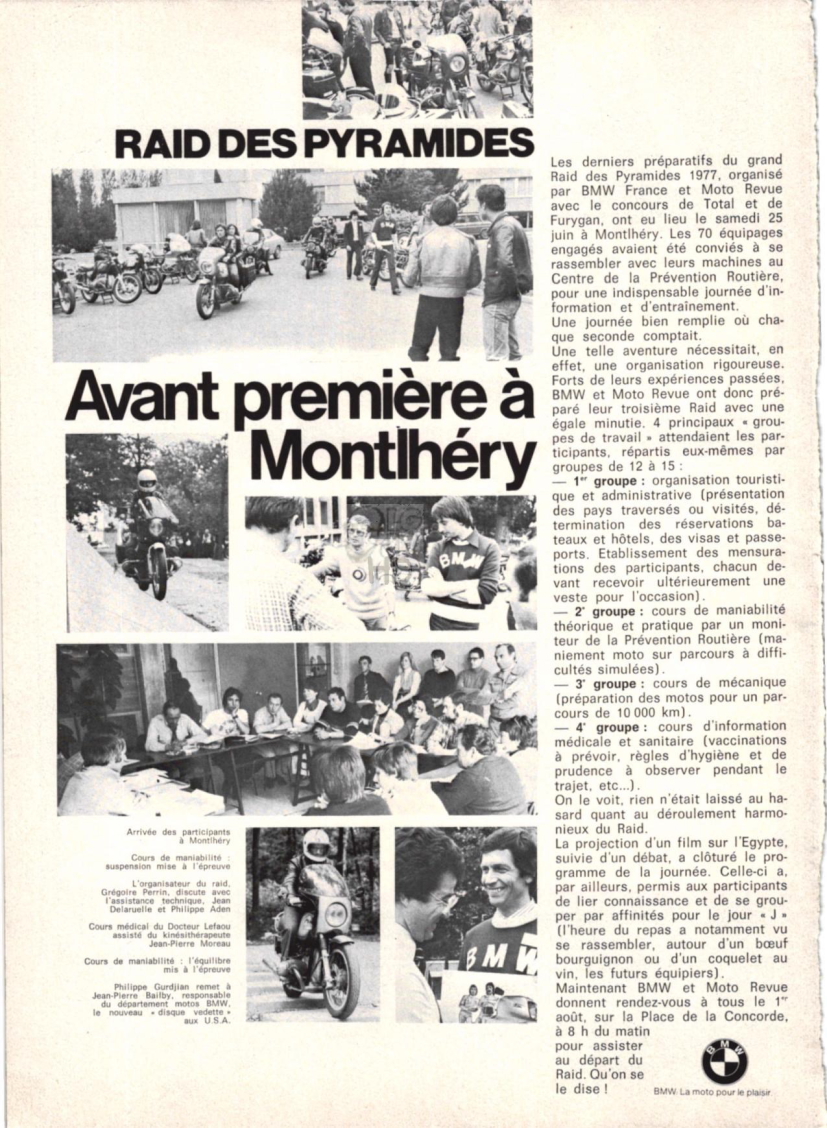 RAID DES PYRAMIDES
Avant première à
Montlhéry
Arrivée des participants
à Montlhéry
Cours de maniabilité :
suspension mise à l'épreuve
L'organisateur du raid,
Grégoire Perrin, discute avec
l'assistance technique, Jean
Delaruelle et Philippe Aden
Cours médical du Docteur Lefaou
assisté du kinésithérapeute
Jean-Pierre Moreau
Cours de maniabilité : l'équilibre
mis à l'épreuve
Philippe Gurdjian remet à
Jean-Pierre Bailby, responsable
du département motos BMW,
le nouveau « disque vedette »
aux U.S.A.
Les derniers préparatifs du grand
Raid des Pyramides 1977, organisé
par BMW France et Moto Revue
avec le concours de Total et de
Furygan, ont eu lieu le samedi 25
juin à Montlhéry. Les 70 équipages
engagés avaient été conviés à se
rassembler avec leurs machines au
Centre de la Prévention Routière,
pour une indispensable journée d'in-
formation et d'entraînement.
Une journée bien remplie où cha-
que seconde comptait.
Une telle aventure nécessitait, en
effet, une organisation rigoureuse.
Forts de leurs expériences passées,
BMW et Moto Revue ont donc pré-
paré leur troisième Raid avec une
égale minutie. 4 principaux « grou-
pes de travail » attendaient les par-
ticipants, répartis eux-mêmes par
groupes de 12 à 15 :
— 1er groupe : organisation touristi-
que et administrative (présentation
des pays traversés ou visités, dé-
termination des réservations ba-
teaux et hôtels, des visas et passe-
ports. Etablissement des mensura-
tions des participants, chacun de-
vant recevoir ultérieurement une
veste pour l'occasion).
— 2e groupe : cours de maniabilité
théorique et pratique par un moni-
teur de la Prévention Routière (ma-
niement moto sur parcours à diffi-
cultés simulées).
— 3e groupe : cours de mécanique
(préparation des motos pour un par-
cours de 10 000 km).
— 4e groupe : cours d'information
médicale et sanitaire (vaccinations
à prévoir, règles d'hygiène et de
prudence à observer pendant le
trajet, etc...).
On le voit, rien n'était laissé au ha-
sard quant au déroulement harmo-
nieux du Raid.
La projection d'un film sur l'Egypte,
suivie d'un débat, a clôturé le pro-
gramme de la journée. Celle-ci a,
par ailleurs, permis aux participants
de lier connaissance et de se grou-
per par affinités pour le jour « J »
(l'heure du repas a notamment vu
se rassembler, autour d'un bœuf
bourguignon ou d'un coquelet au
vin, les futurs équipiers).
Maintenant BMW et Moto Revue
donnent rendez-vous à tous le 1er
août, sur la Place de la Concorde,
à 8 h du matin
pour assister
au départ du
Raid. Qu'on se
le dise !
BMW
BMW. La moto pour le plaisir.
BMW
BMW